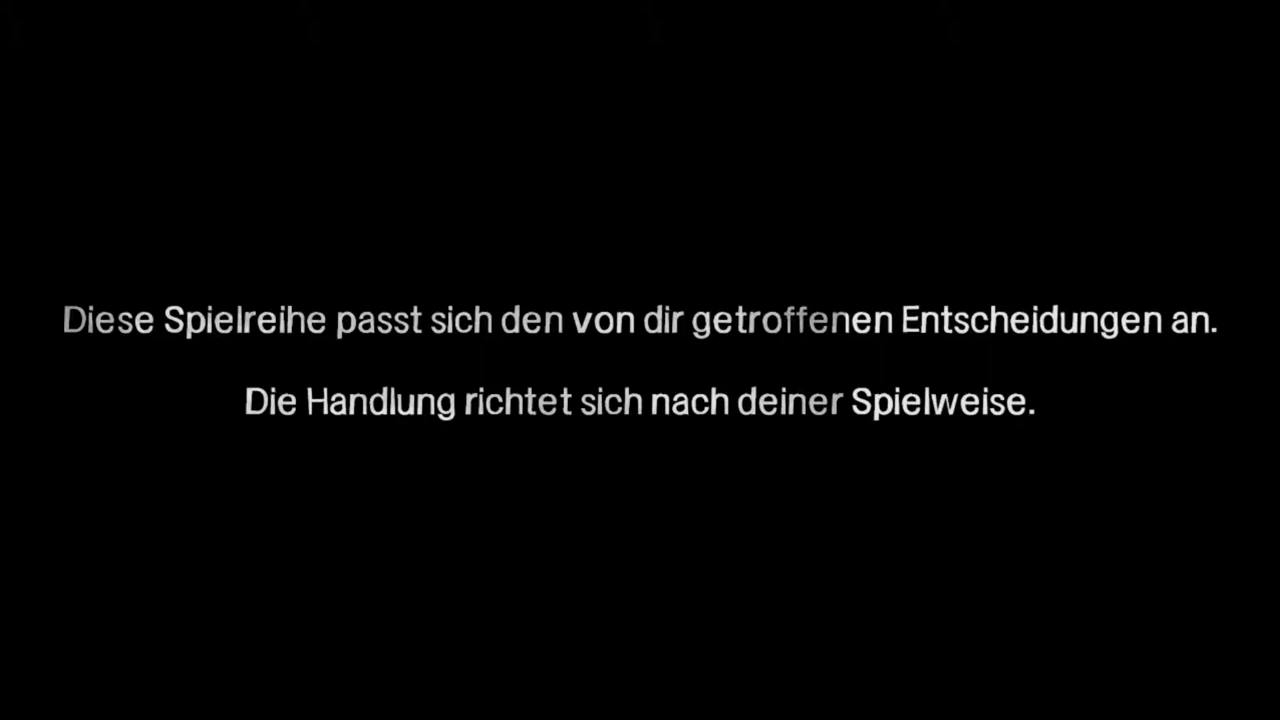 Diese Spielreihe passt sich den von dir getroffenen Entscheidungen an.
Die Handlung richtet sich nach deiner Spielweise.